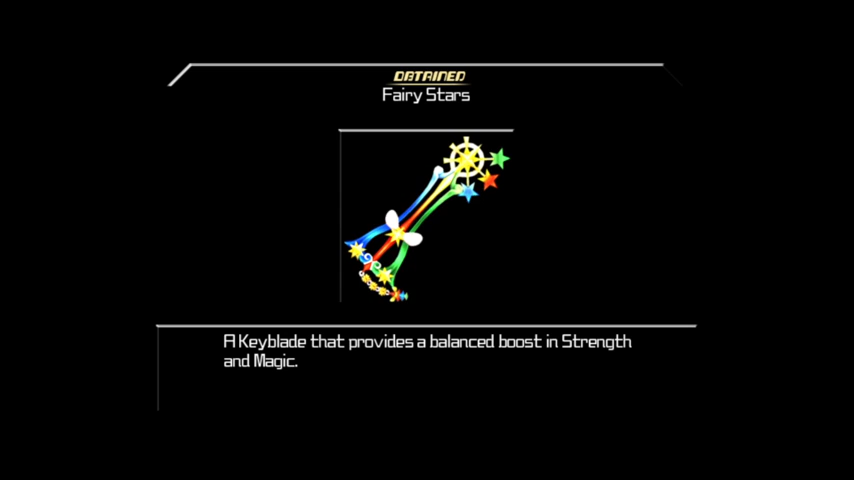 OBTAINED
Fairy Stars
A Keyblade that provides a balanced boost in Strength
and Magic.